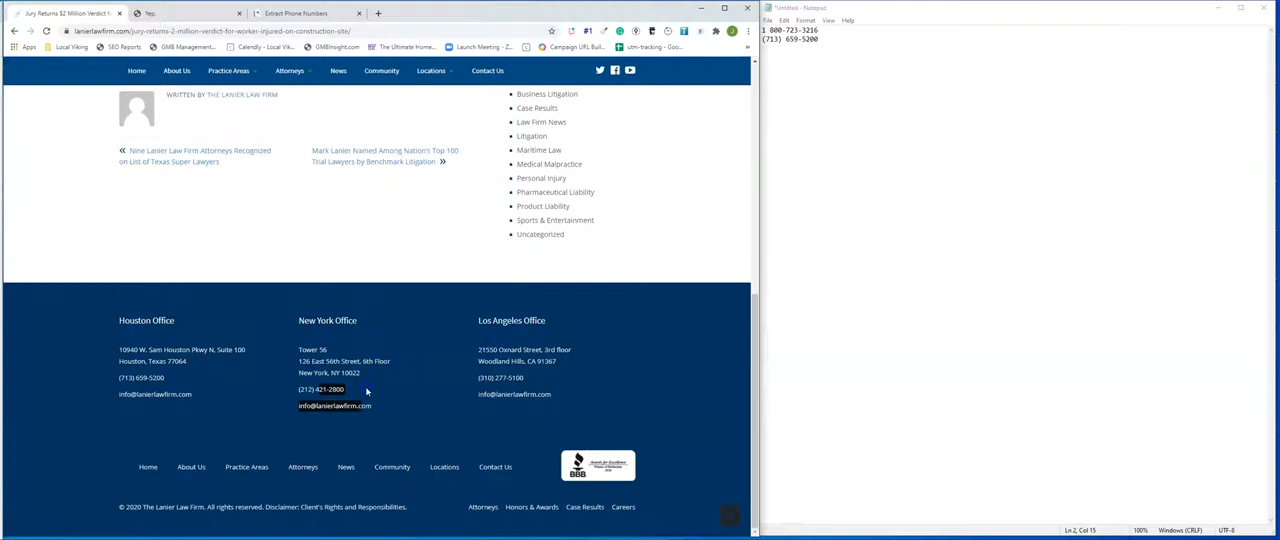 Jury Returns $2 Million Verdict f
Yep.
Extract Phone Numbers
lanierlawfirm.com/jury-returns-2-million-verdict-for-worker-injured-on-construction-site/
Apps
Local Viking
SEO Reports
GMB Management...
Calendly - Local Vik...
GMBInsight.com
The Ultimate Home...
Launch Meeting - Z...
Campaign URL Buil...
utm-tracking - Goo...
Home About Us Practice Areas Attorneys News Community Locations Contact Us
WRITTEN BY THE LANIER LAW FIRM
« Nine Lanier Law Firm Attorneys Recognized
on List of Texas Super Lawyers
Mark Lanier Named Among Nation's Top 100
Trial Lawyers by Benchmark Litigation »
Business Litigation
Case Results
Law Firm News
Litigation
Maritime Law
Medical Malpractice
Personal Injury
Pharmaceutical Liability
Product Liability
Sports & Entertainment
Uncategorized
Houston Office
10940 W. Sam Houston Pkwy N, Suite 100
Houston, Texas 77064
(713) 659-5200
info@lanierlawfirm.com
New York Office
Tower 56
126 East 56th Street, 6th Floor
New York, NY 10022
(212) 421-2800
info@lanierlawfirm.com
Los Angeles Office
21550 Oxnard Street, 3rd floor
Woodland Hills, CA 91367
(310) 277-5100
info@lanierlawfirm.com
Home About Us Practice Areas Attorneys News Community Locations Contact Us
BBB
© 2020 The Lanier Law Firm. All rights reserved. Disclaimer: Client's Rights and Responsibilities.
Attorneys Honors & Awards Case Results Careers
*Untitled - Notepad
File Edit Format View Help
1 800-723-3216
(713) 659-5200
Ln 2, Col 15
100%
Windows (CRLF)
UTF-8